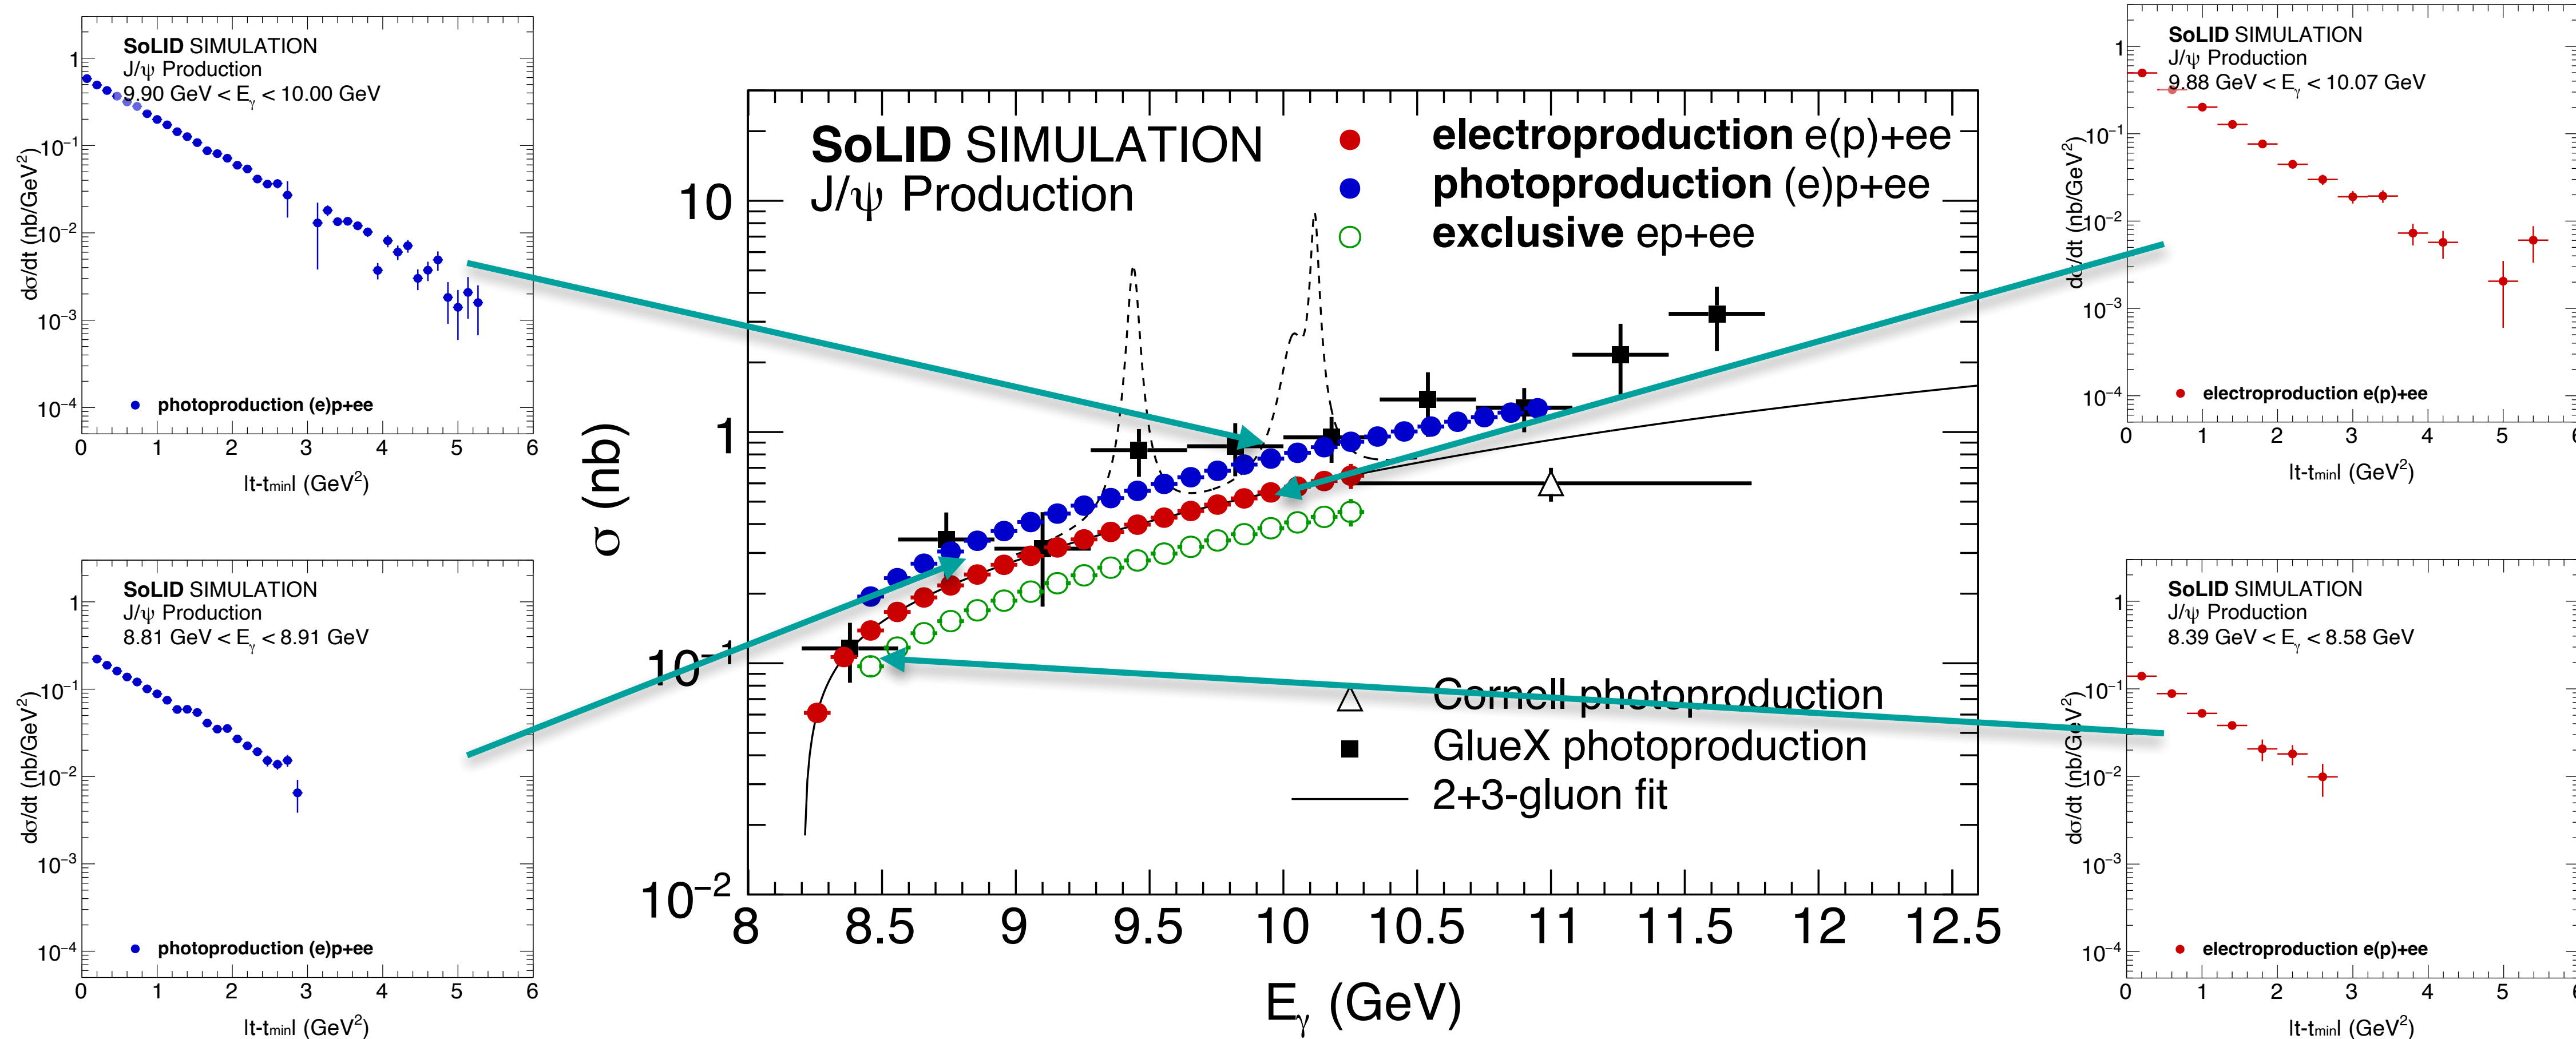 SoLID SIMULATION
J/ψ Production
9.90 GeV < Eγ < 10.00 GeV
1
10⁻¹
10⁻²
10⁻³
10⁻⁴
dσ/dt (nb/GeV²)
photoproduction (e)p+ee
0 1 2 3 4 5 6
|t-tminl (GeV²)
SoLID SIMULATION
J/ψ Production
8.81 GeV < Eγ < 8.91 GeV
1
10⁻¹
10⁻²
10⁻³
10⁻⁴
dσ/dt (nb/GeV²)
photoproduction (e)p+ee
0 1 2 3 4 5 6
|t-tminl (GeV²)
SoLID SIMULATION
J/ψ Production
electroproduction e(p)+ee
photoproduction (e)p+ee
exclusive ep+ee
10
1
10⁻¹
10⁻²
σ (nb)
Cornell photoproduction
GlueX photoproduction
2+3-gluon fit
8 8.5 9 9.5 10 10.5 11 11.5 12 12.5
Eγ (GeV)
SoLID SIMULATION
J/ψ Production
9.88 GeV < Eγ < 10.07 GeV
1
10⁻¹
10⁻²
10⁻³
10⁻⁴
dσ/dt (nb/GeV²)
electroproduction e(p)+ee
0 1 2 3 4 5
|t-tminl (GeV²)
SoLID SIMULATION
J/ψ Production
8.39 GeV < Eγ < 8.58 GeV
1
10⁻¹
10⁻²
10⁻³
10⁻⁴
dσ/dt (nb/GeV²)
electroproduction e(p)+ee
0 1 2 3 4 5
|t-tminl (GeV²)